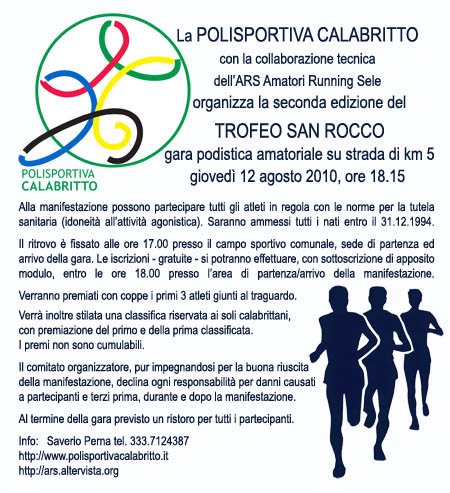 La POLISPORTIVA CALABRITTO
con la collaborazione tecnica
dell'ARS Amatori Running Sele
organizza la seconda edizione del
TROFEO SAN ROCCO
gara podistica amatoriale su strada di km 5
giovedì 12 agosto 2010, ore 18.15
POLISPORTIVA
CALABRITTO
Alla manifestazione possono partecipare tutti gli atleti in regola con le norme per la tutela
sanitaria (idoneità all'attività agonistica). Saranno ammessi tutti i nati entro il 31.12.1994.
Il ritrovo è fissato alle ore 17.00 presso il campo sportivo comunale, sede di partenza ed
arrivo della gara. Le iscrizioni - gratuite - si potranno effettuare, con sottoscrizione di apposito
modulo, entro le ore 18.00 presso l'area di partenza/arrivo della manifestazione.
Verranno premiati con coppe i primi 3 atleti giunti al traguardo.
Verrà inoltre stilata una classifica riservata ai soli calabrittani,
con premiazione del primo e della prima classificata.
I premi non sono cumulabili.
Il comitato organizzatore, pur impegnandosi per la buona riuscita
della manifestazione, declina ogni responsabilità per danni causati
a partecipanti e terzi prima, durante e dopo la manifestazione.
Al termine della gara previsto un ristoro per tutti i partecipanti.
Info: Saverio Perna tel. 333.7124387
http://www.polisportivacalabritto.it
http://ars.altervista.org